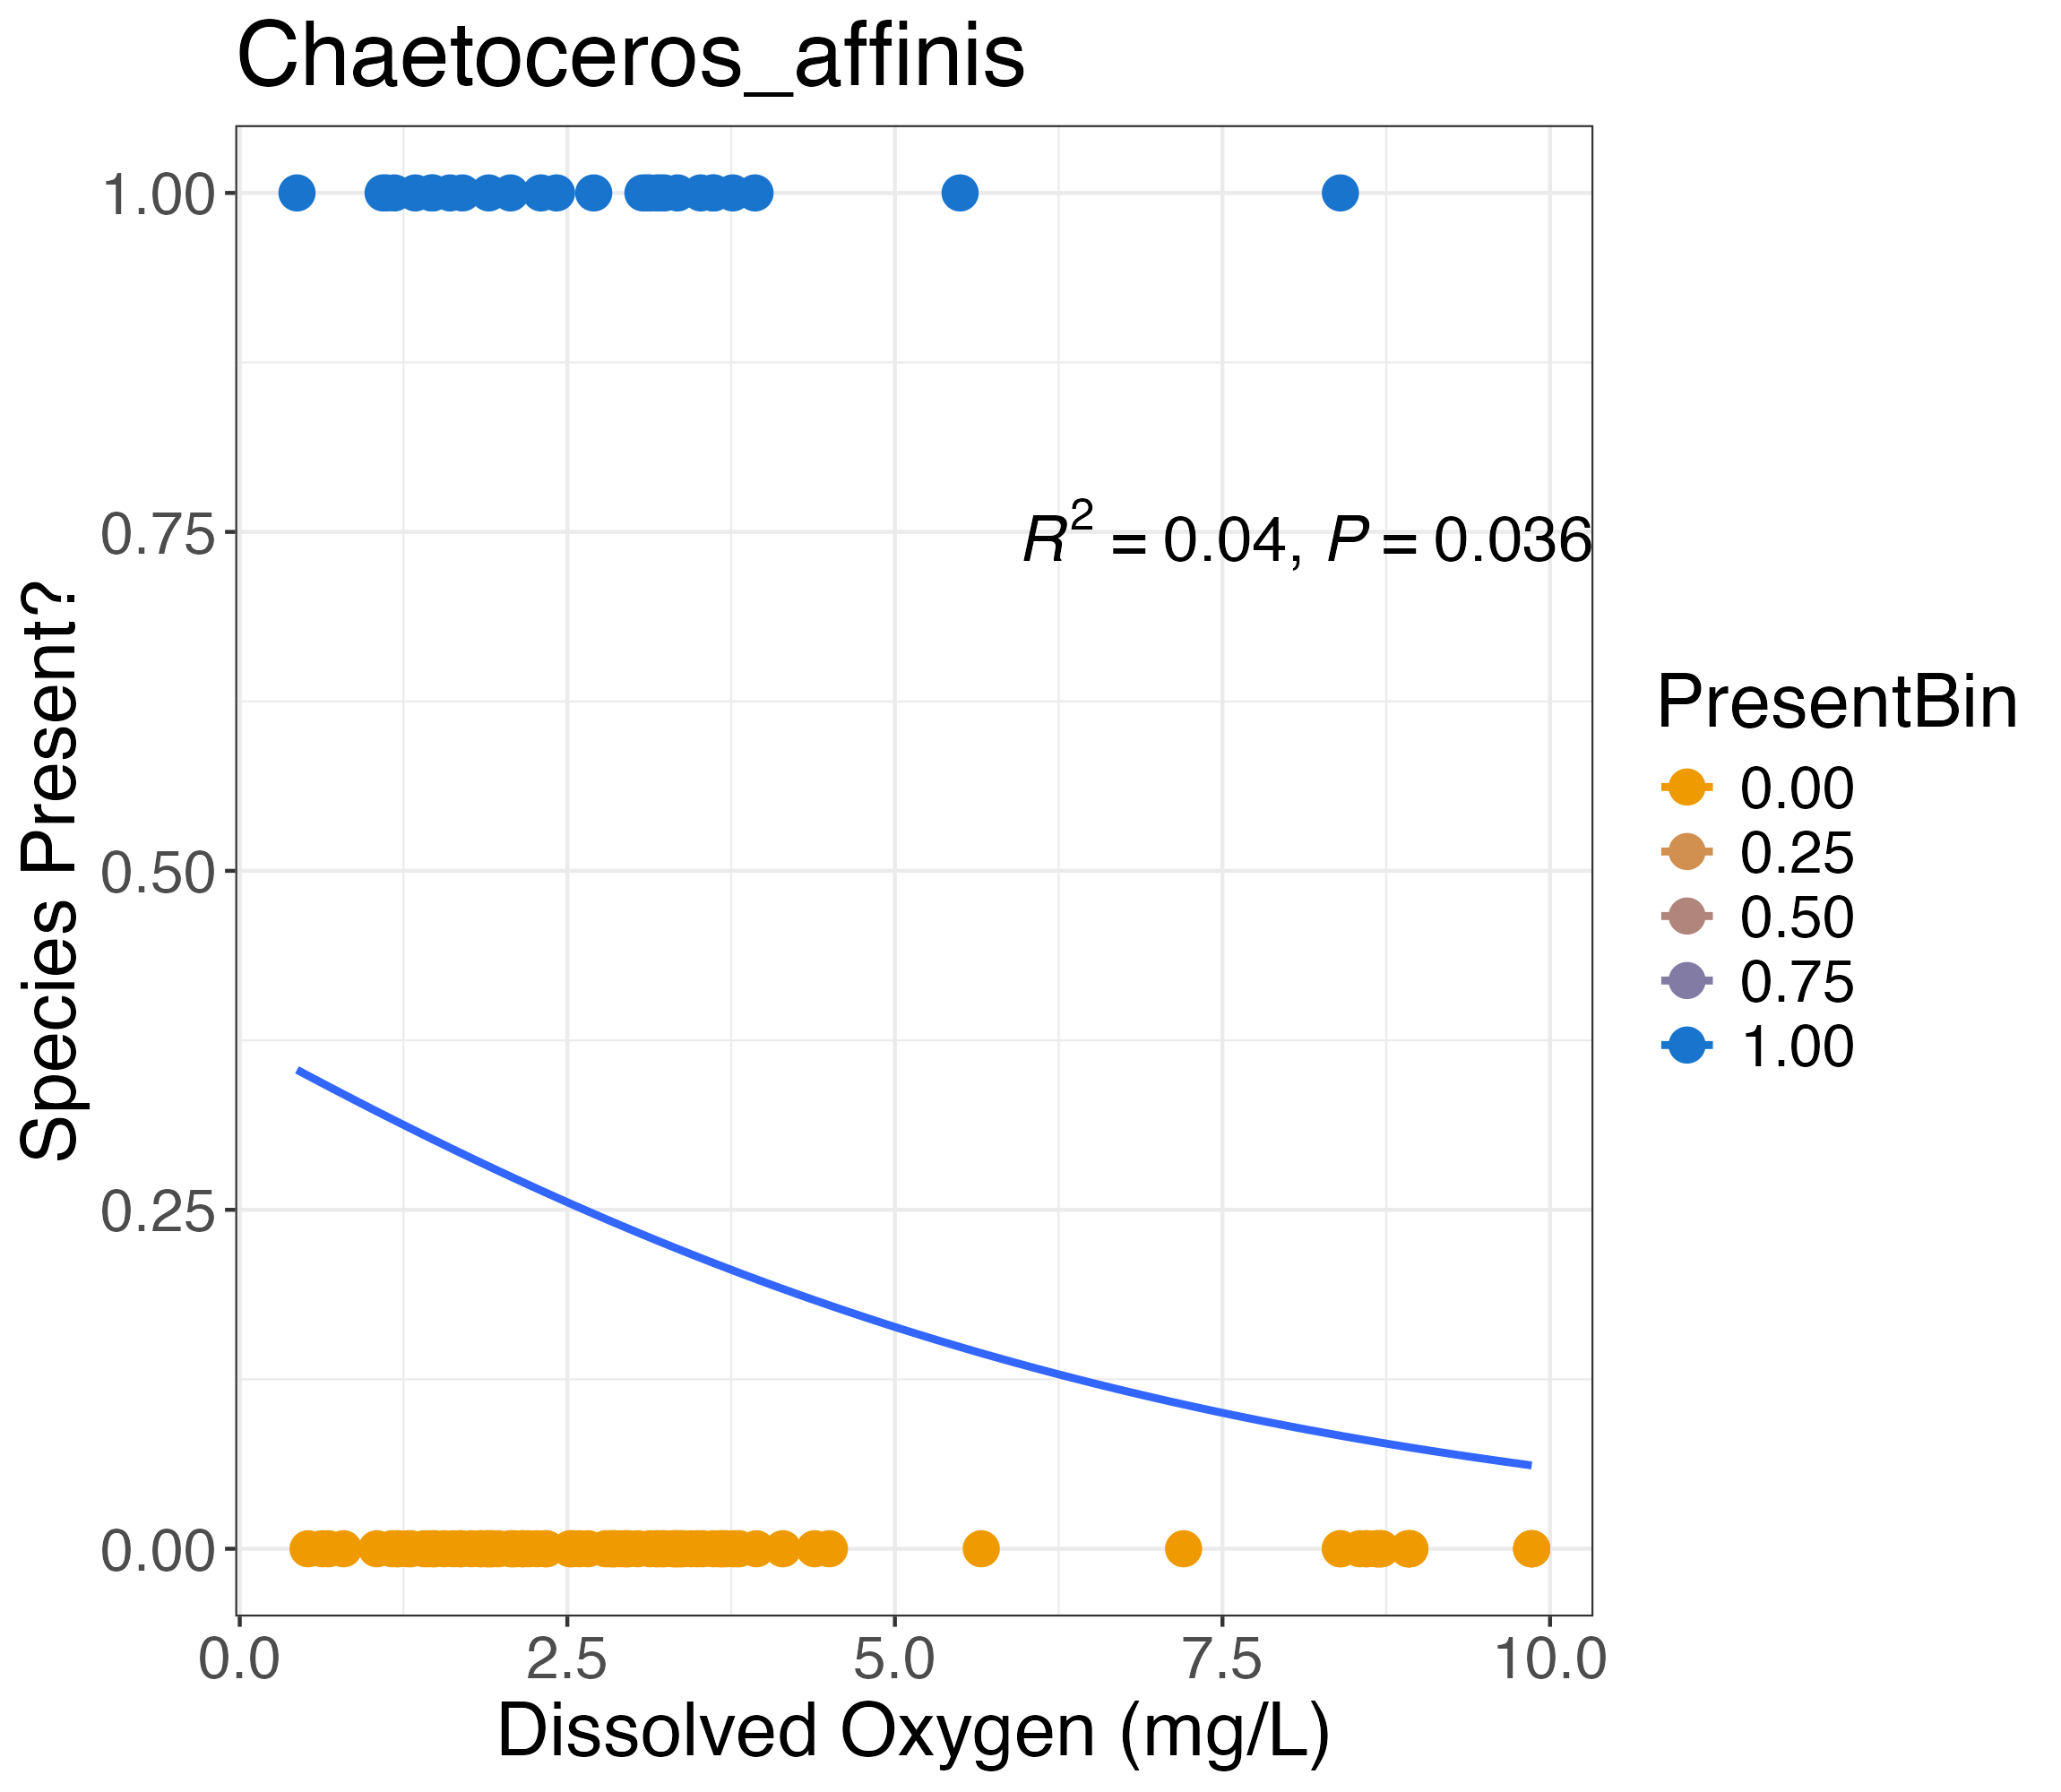 Chaetoceros_affinis
1.00
0.75
0.50
0.25
0.00
Species Present?
R² = 0.04, P = 0.036
0.0 2.5 5.0 7.5 10.0
Dissolved Oxygen (mg/L)
PresentBin
0.00
0.25
0.50
0.75
1.00